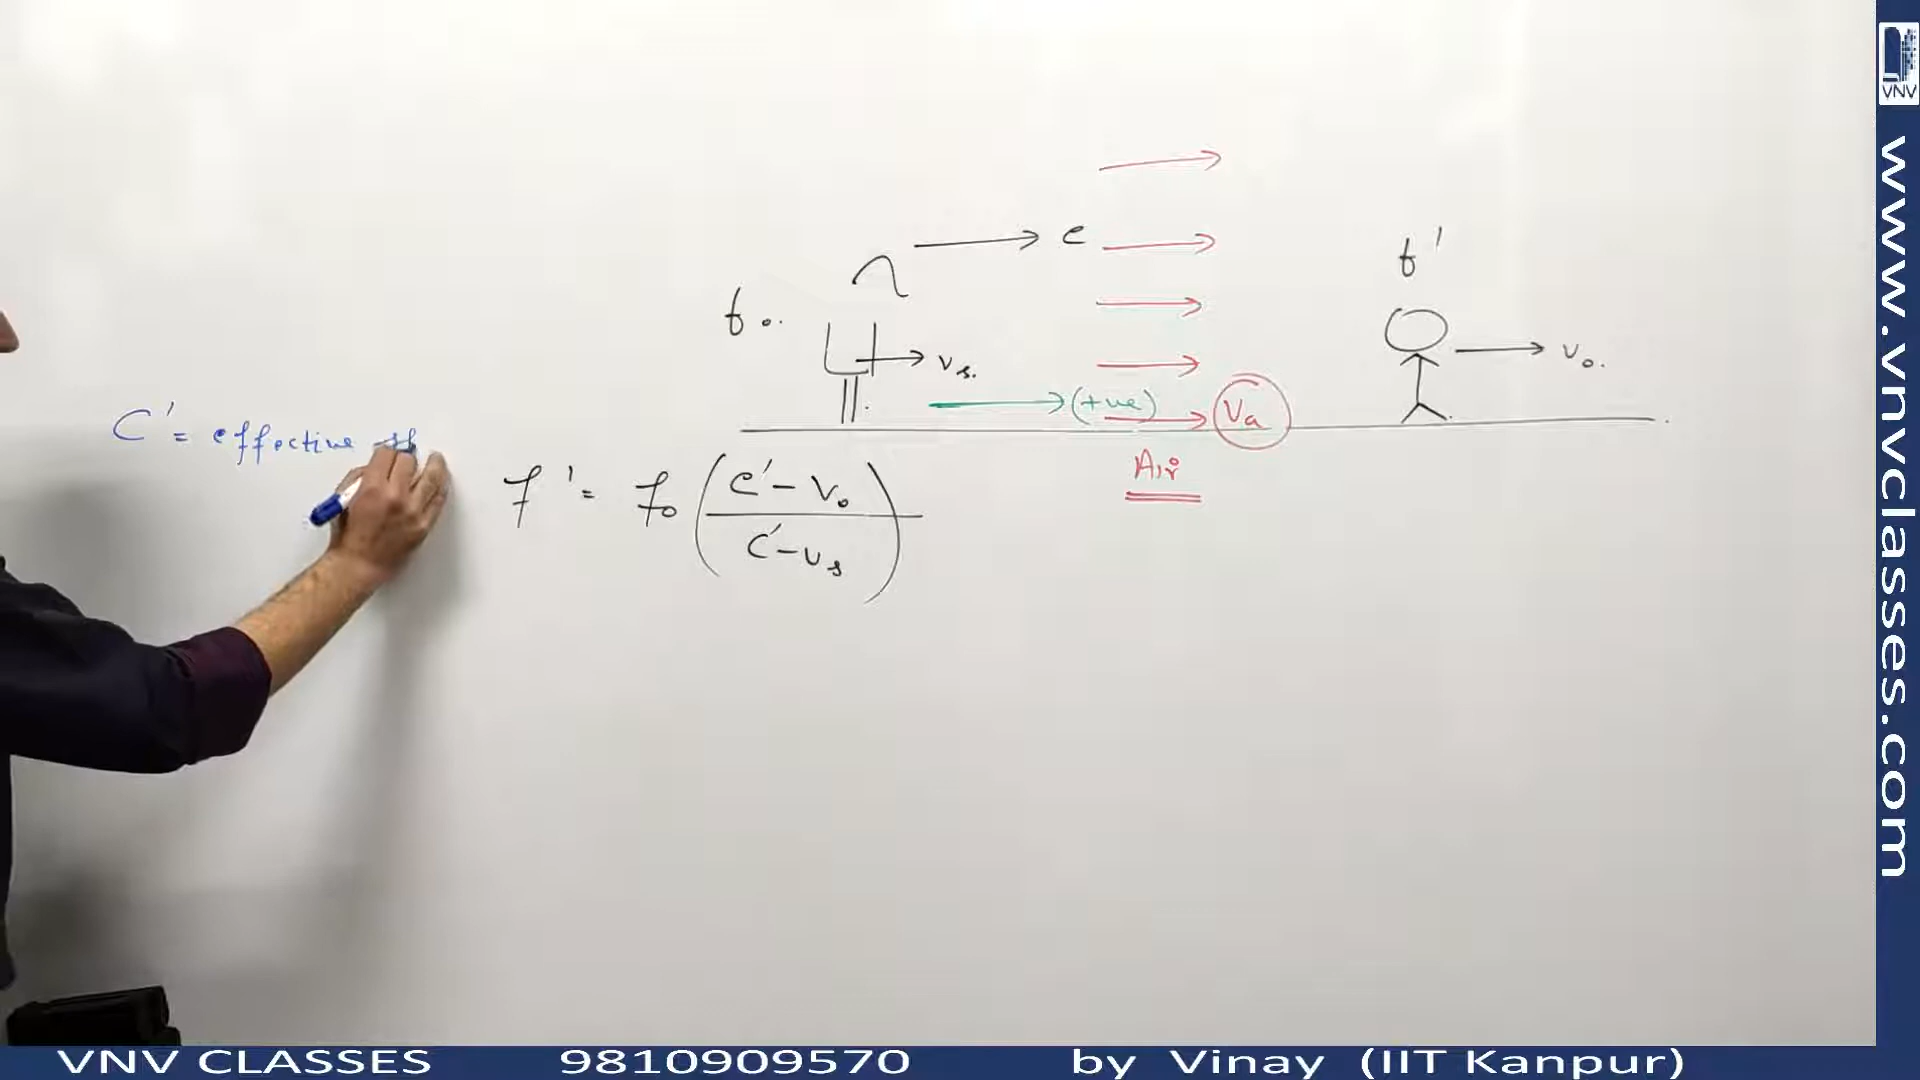 f'
e
f₀.
vₛ.
v₀.
(+ve)
Va
Air
C' = effective
f' = f₀ (c' - v₀ / c' - vₛ)
VNV
www.vnvclasses.com
VNV CLASSES 9810909570 by Vinay (IIT Kanpur)